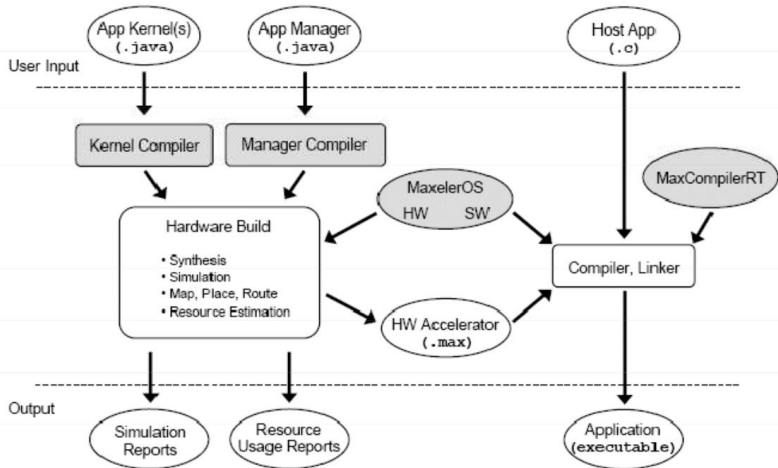 App Kernel(s)
(.java)
App Manager
(.java)
Host App
(.c)
User Input
Kernel Compiler
Manager Compiler
MaxelerOS
HW SW
MaxCompilerRT
Hardware Build
• Synthesis
• Simulation
• Map, Place, Route
• Resource Estimation
Compiler, Linker
HW Accelerator
(.max)
Output
Simulation
Reports
Resource
Usage Reports
Application
(executable)